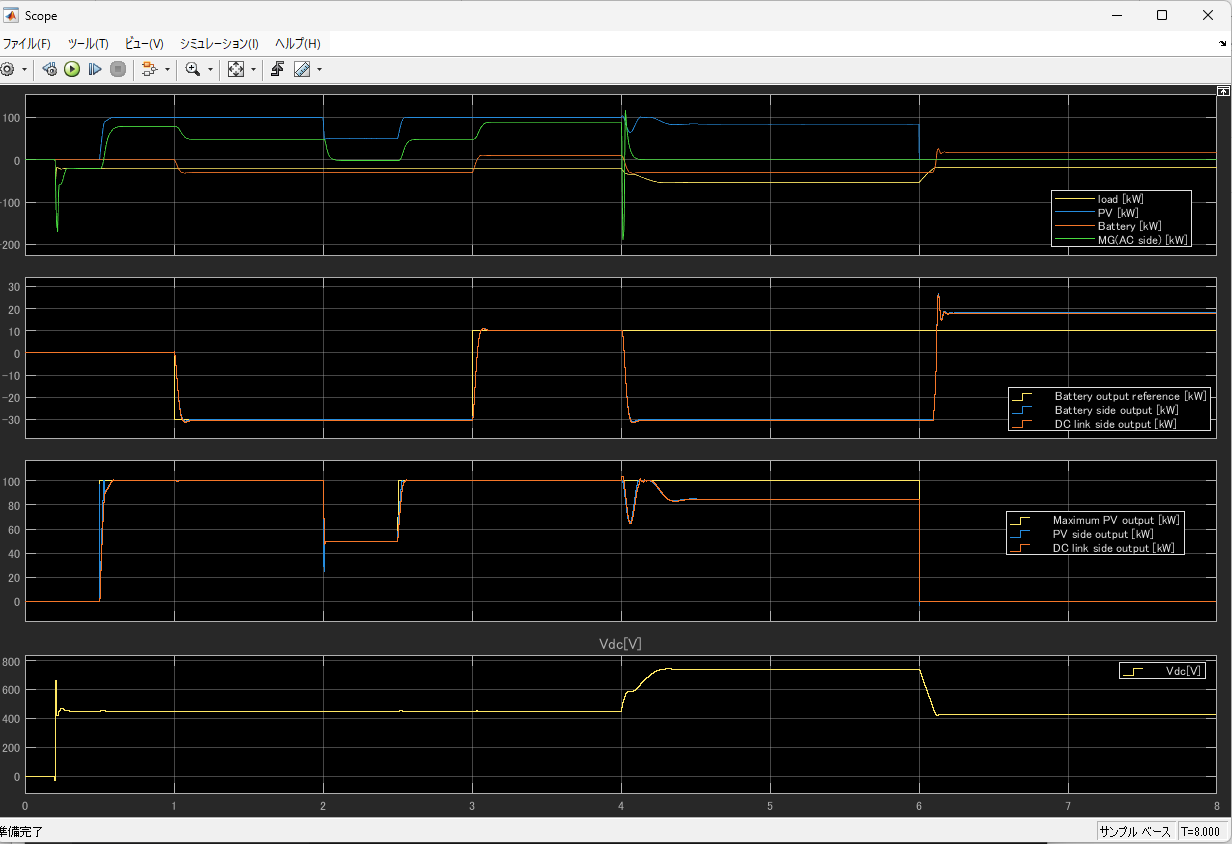 Scope
ファイル(F) ツール(T) ビュー(V) シミュレーション(I) ヘルプ(H)
100
0
-100
-200
load [kW]
PV [kW]
Battery [kW]
MG(AC side) [kW]
30
20
10
0
-10
-20
-30
Battery output reference [kW]
Battery side output [kW]
DC link side output [kW]
100
80
60
40
20
0
Maximum PV output [kW]
PV side output [kW]
DC link side output [kW]
Vdc[V]
800
600
400
200
0
Vdc[V]
0 1 2 3 4 5 6 7 8
準備完了 サンプル ベース T=8.000